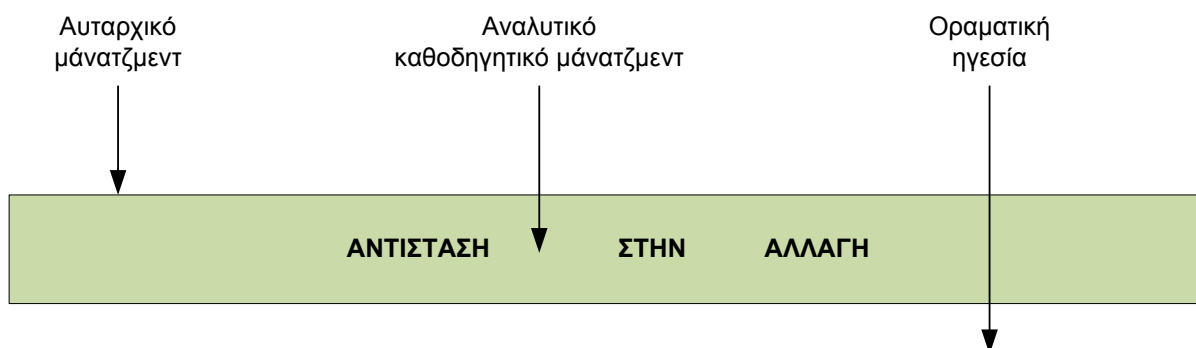 Αυταρχικό
μάνατζμεντ
Αναλυτικό
καθοδηγητικό μάνατζμεντ
Οραματική
ηγεσία
ΑΝΤΙΣΤΑΣΗ ΣΤΗΝ ΑΛΛΑΓΗ